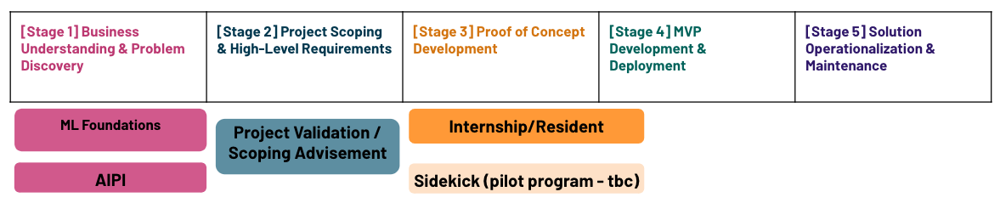 [Stage 1] Business
Understanding & Problem
Discovery
[Stage 2] Project Scoping
& High-Level Requirements
[Stage 3] Proof of Concept
Development
[Stage 4] MVP
Development &
Deployment
[Stage 5] Solution
Operationalization &
Maintenance
ML Foundations
AIPI
Project Validation /
Scoping Advisement
Internship/Resident
Sidekick (pilot program - tbc)